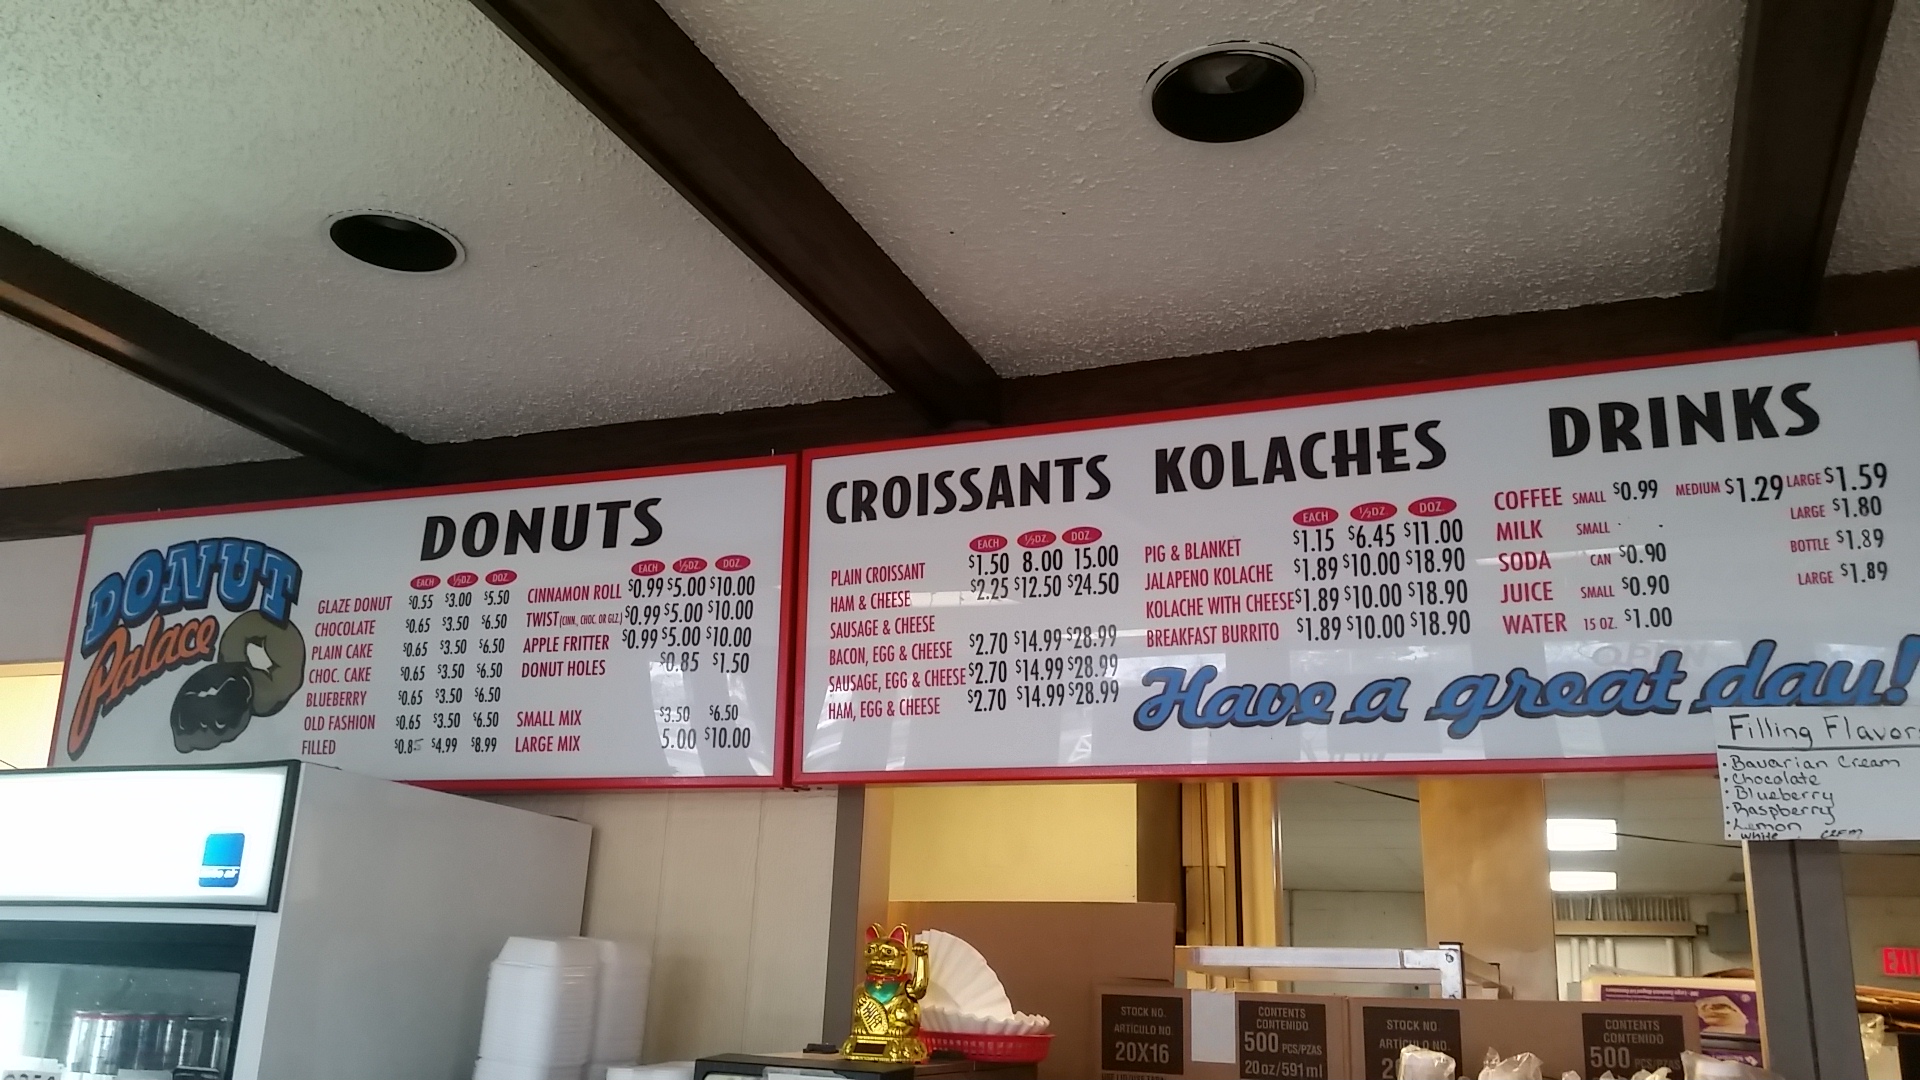 DONUT
Palace
DONUTS
EACH ½DZ. DOZ.
GLAZE DONUT $0.55 $3.00 $5.50
CHOCOLATE $0.65 $3.50 $6.50
PLAIN CAKE $0.65 $3.50 $6.50
CHOC. CAKE $0.65 $3.50 $6.50
BLUEBERRY $0.65 $3.50 $6.50
OLD FASHION $0.65 $3.50 $6.50
FILLED $0.85 $4.99 $8.99
EACH ½DZ. DOZ.
CINNAMON ROLL $0.99 $5.00 $10.00
TWIST (CINN., CHOC. OR GLZ.) $0.99 $5.00 $10.00
APPLE FRITTER $0.99 $5.00 $10.00
DONUT HOLES $0.85 $1.50
SMALL MIX $3.50 $6.50
LARGE MIX 5.00 $10.00
CROISSANTS
EACH ½DZ. DOZ.
PLAIN CROISSANT $1.50 8.00 15.00
HAM & CHEESE $2.25 $12.50 $24.50
SAUSAGE & CHEESE
BACON, EGG & CHEESE $2.70 $14.99 $28.99
SAUSAGE, EGG & CHEESE $2.70 $14.99 $28.99
HAM, EGG & CHEESE $2.70 $14.99 $28.99
KOLACHES
EACH ½DZ. DOZ.
PIG & BLANKET $1.15 $6.45 $11.00
JALAPENO KOLACHE $1.89 $10.00 $18.90
KOLACHE WITH CHEESE $1.89 $10.00 $18.90
BREAKFAST BURRITO $1.89 $10.00 $18.90
DRINKS
COFFEE SMALL $0.99 MEDIUM $1.29 LARGE $1.59
MILK SMALL LARGE $1.80
SODA CAN $0.90 BOTTLE $1.89
JUICE SMALL $0.90 LARGE $1.89
WATER 15 OZ. $1.00
Have a great day!
Filling Flavors
· Bavarian Cream
· Chocolate
· Blueberry
· Raspberry
· Lemon
· White
EXIT
STOCK NO.
ARTÍCULO NO.
20X16
CONTENTS
CONTENIDO
500 PCS/PZAS
20oz/591ml
STOCK NO
ARTÍCULO NO.
CONTENTS
CONTENIDO
500 PCS/PZAS